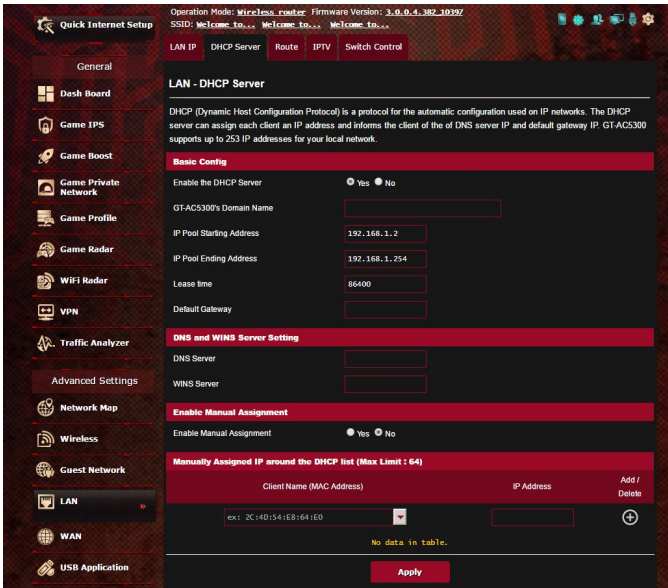 Quick Internet Setup
General
Dash Board
Game IPS
Game Boost
Game Private
Network
Game Profile
Game Radar
WiFi Radar
VPN
Traffic Analyzer
Advanced Settings
Network Map
Wireless
Guest Network
LAN
WAN
USB Application
Operation Mode: Wireless router Firmware Version: 3.0.0.4.382_10397
SSID: Welcome to... Welcome to... Welcome to...
LAN IP DHCP Server Route IPTV Switch Control
LAN - DHCP Server
DHCP (Dynamic Host Configuration Protocol) is a protocol for the automatic configuration used on IP networks. The DHCP
server can assign each client an IP address and informs the client of the of DNS server IP and default gateway IP. GT-AC5300
supports up to 253 IP addresses for your local network.
Basic Config
Enable the DHCP Server Yes No
GT-AC5300's Domain Name
IP Pool Starting Address 192.168.1.2
IP Pool Ending Address 192.168.1.254
Lease time 86400
Default Gateway
DNS and WINS Server Setting
DNS Server
WINS Server
Enable Manual Assignment
Enable Manual Assignment Yes No
Manually Assigned IP around the DHCP list (Max Limit : 64)
Client Name (MAC Address) IP Address Add /
Delete
ex: 2C:4D:54:E8:64:E0
No data in table.
Apply